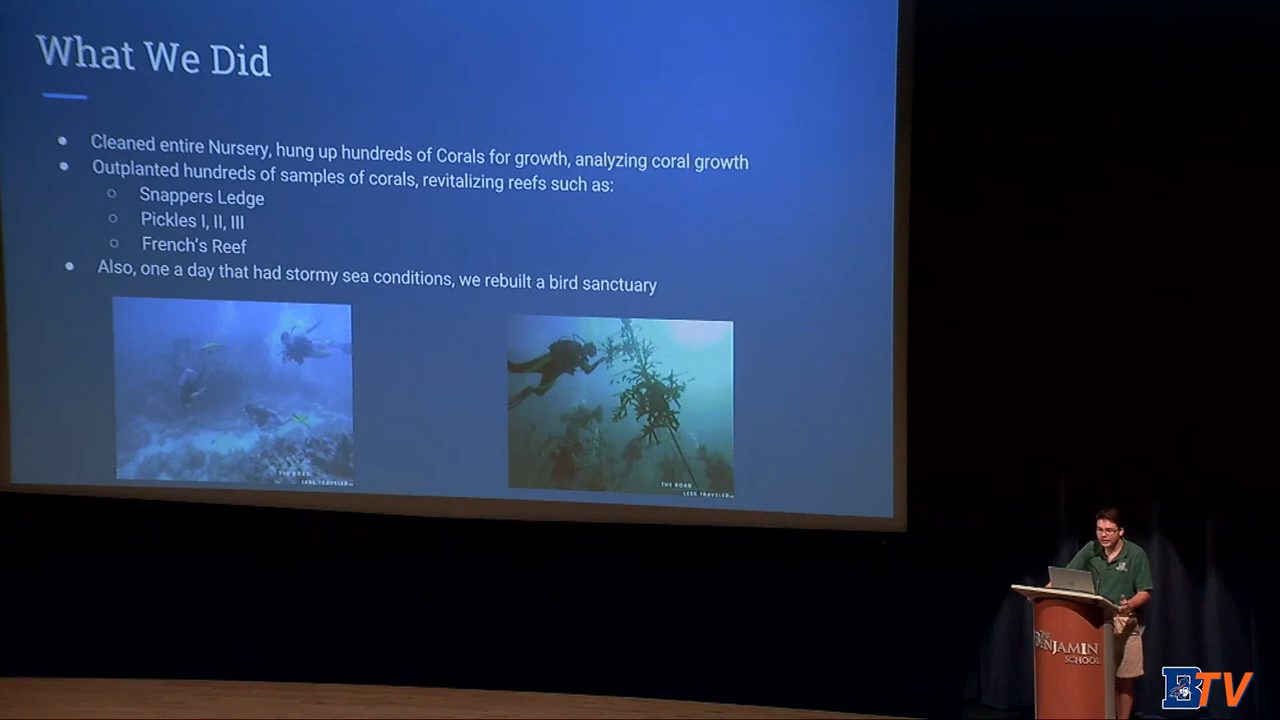 What We Did
Cleaned entire Nursery, hung up hundreds of Corals for growth, analyzing coral growth
Outplanted hundreds of samples of corals, revitalizing reefs such as:
Snappers Ledge
Pickles I, II, III
French's Reef
Also, one a day that had stormy sea conditions, we rebuilt a bird sanctuary
THE ROAD
LESS TRAVELED
THE ROAD
LESS TRAVELED
THE
BENJAMIN
SCHOOL
BTV